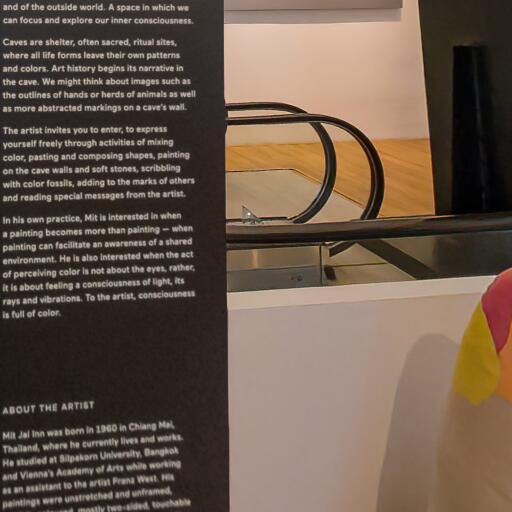 and of the outside world. A space in which we
can focus and explore our inner consciousness.
Caves are shelter, often sacred, ritual sites,
where all life forms leave their own patterns
and colors. Art history begins its narrative in
the cave. We might think about images such as
the outlines of hands or herds of animals as well
as more abstracted markings on a cave's wall.
The artist invites you to enter, to express
yourself freely through activities of mixing
color, pasting and composing shapes, painting
on the cave walls and soft stones, scribbling
with color fossils, adding to the marks of others
and reading special messages from the artist.
In his own practice, Mit is interested in when
a painting becomes more than painting — when
painting can facilitate an awareness of a shared
environment. He is also interested when the act
of perceiving color is not about the eyes, rather,
it is about feeling a consciousness of light, its
rays and vibrations. To the artist, consciousness
is full of color.
ABOUT THE ARTIST
Mit Jai Inn was born in 1960 in Chiang Mai,
Thailand, where he currently lives and works.
He studied at Silpakorn University, Bangkok
and Vienna's Academy of Arts while working
as an assistant to the artist Franz West. His
paintings were unstretched and unframed,
mostly two-sided, touchable